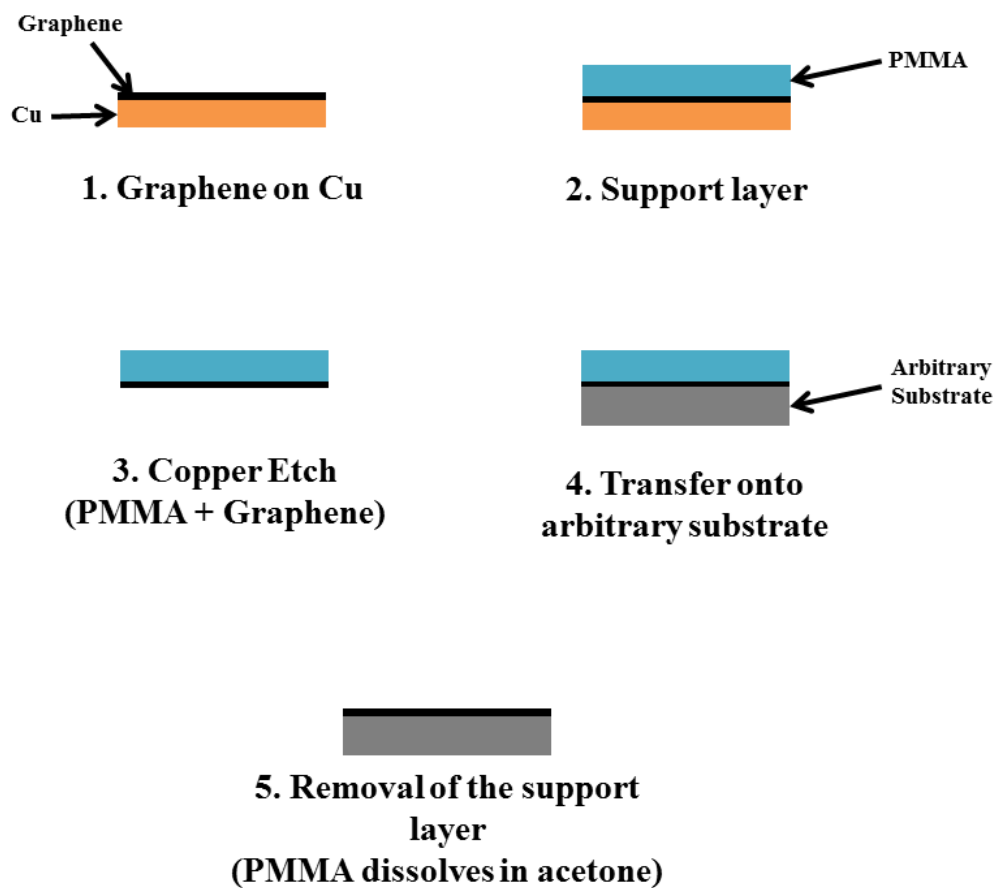 Graphene
Cu
1. Graphene on Cu
PMMA
2. Support layer
3. Copper Etch
(PMMA + Graphene)
Arbitrary
Substrate
4. Transfer onto
arbitrary substrate
5. Removal of the support
layer
(PMMA dissolves in acetone)